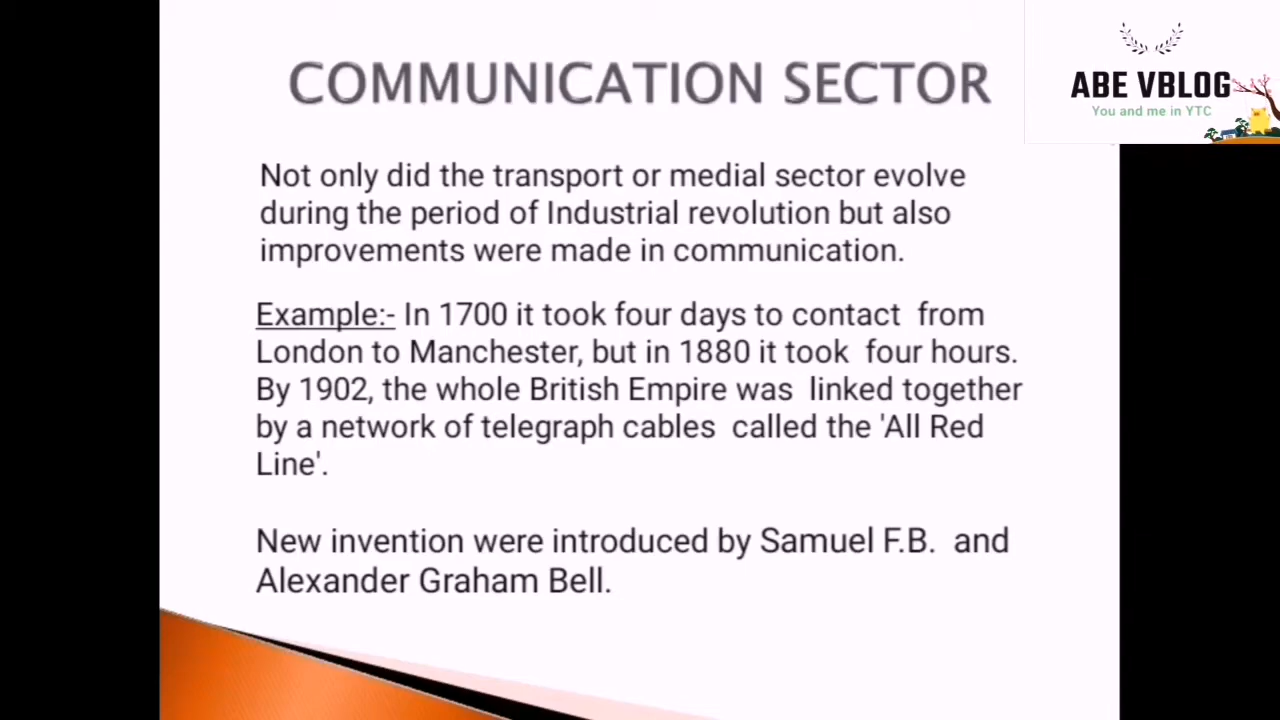 COMMUNICATION SECTOR
ABE VBLOG
You and me in YTC
Not only did the transport or medial sector evolve
during the period of Industrial revolution but also
improvements were made in communication.
Example:- In 1700 it took four days to contact from
London to Manchester, but in 1880 it took four hours.
By 1902, the whole British Empire was linked together
by a network of telegraph cables called the 'All Red
Line'.
New invention were introduced by Samuel F.B. and
Alexander Graham Bell.